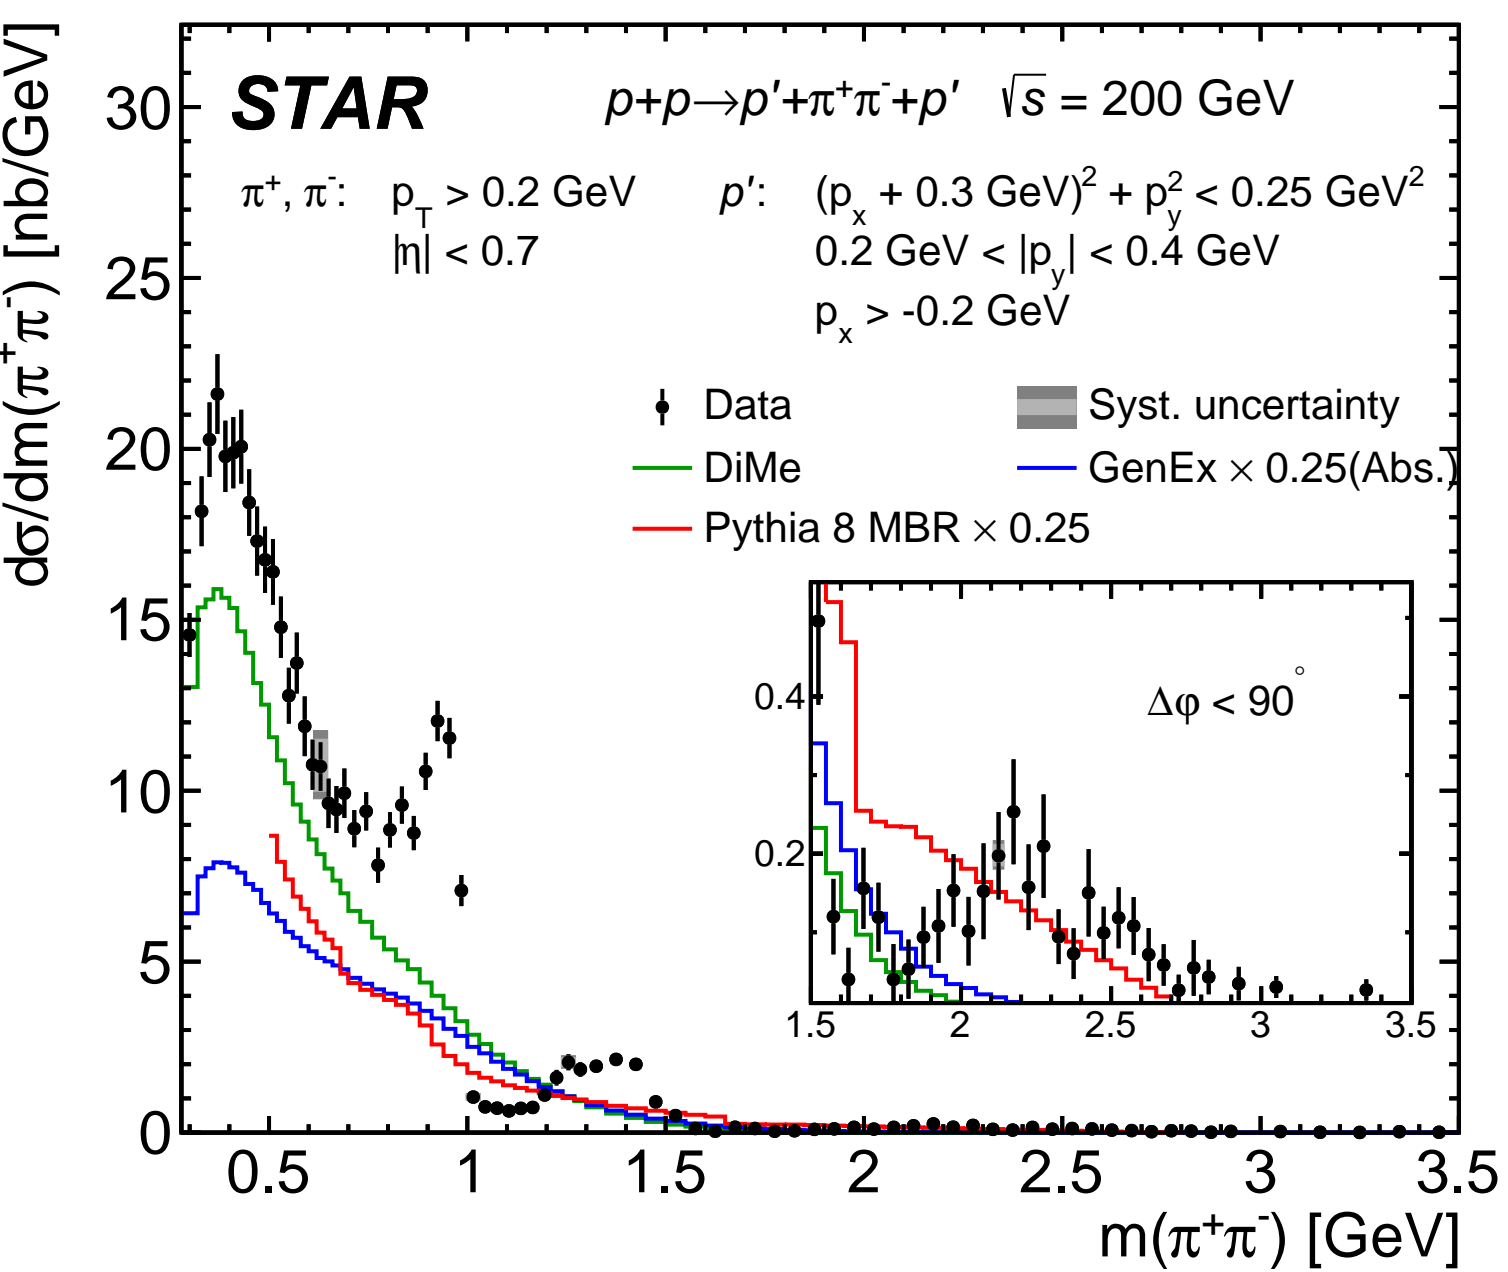 dσ/dm(π⁺π⁻) [nb/GeV]
STAR p+p→p′+π⁺π⁻+p′ √s = 200 GeV
π⁺, π⁻: p_T > 0.2 GeV p′: (p_x + 0.3 GeV)² + p_y² < 0.25 GeV²
|η| < 0.7 0.2 GeV < |p_y| < 0.4 GeV
p_x > -0.2 GeV
Data Syst. uncertainty
DiMe GenEx × 0.25(Abs.)
Pythia 8 MBR × 0.25
30
25
20
15
10
5
0
0.4
0.2
Δφ < 90°
1.5 2 2.5 3 3.5
0.5 1 1.5 2 2.5 3 3.5
m(π⁺π⁻) [GeV]